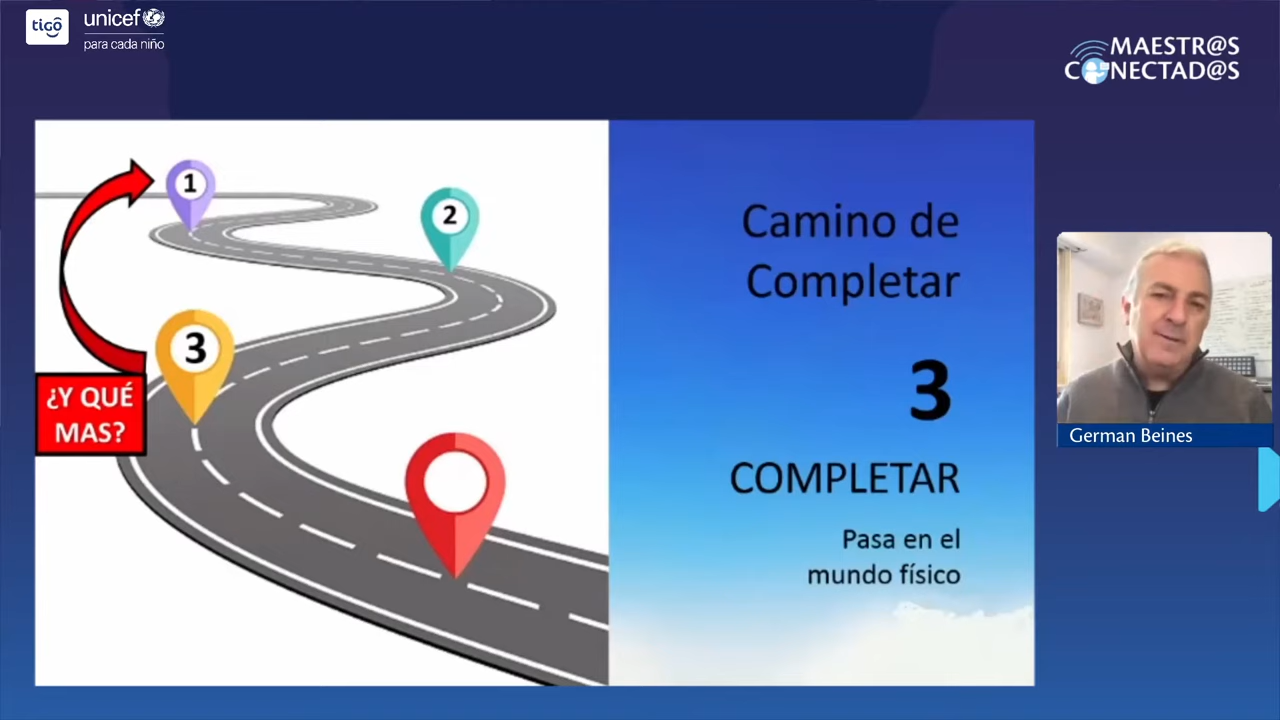 tigo
unicef
para cada niño
MAESTR@S
CONECTAD@S
1
2
3
¿Y QUÉ
MAS?
Camino de
Completar
3
COMPLETAR
Pasa en el
mundo físico
German Beines